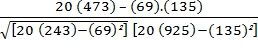 20 (473) – (69).(135)
√[20 (243)−(69)²] [20 (925)−(135)²]